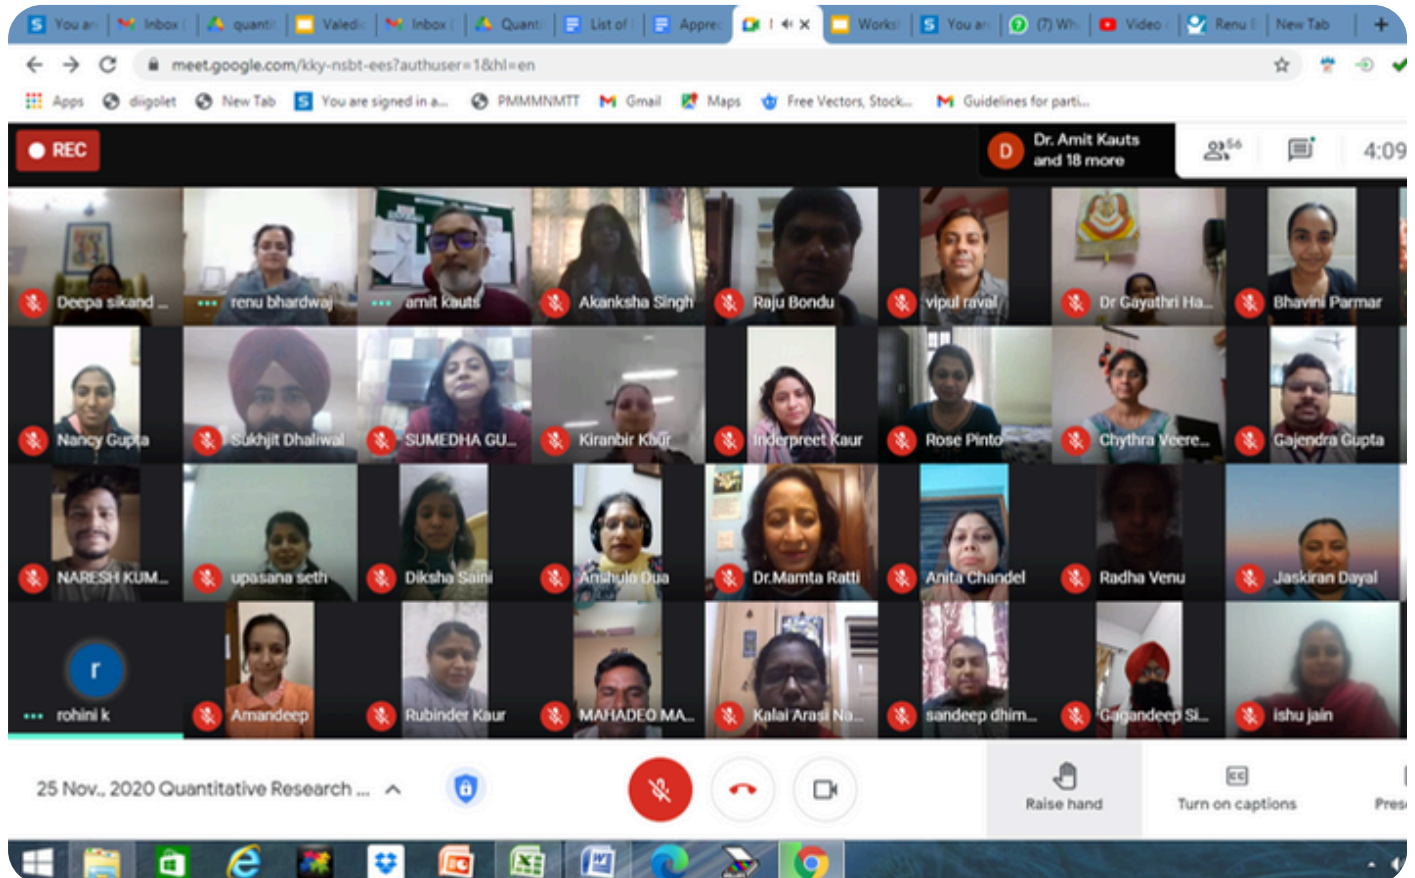 You ar
Inbox (
quantit
Valedic
Inbox (
Quanti
List of
Apprec
Works!
You are
(7) Wh
Video
Renu B
New Tab
meet.google.com/kky-nsbt-ees?authuser=1&hl=en
Apps
diigolet
New Tab
You are signed in a...
PMMMNMTT
Gmail
Maps
Free Vectors, Stock...
Guidelines for parti...
REC
D
Dr. Amit Kauts
and 18 more
56
4:09
Deepa sikand ...
renu bhardwaj
amit kauts
Akanksha Singh
Raju Bondu
vipul raval
Dr Gayathri Ha...
Bhavini Parmar
Nancy Gupta
Sukhjit Dhaliwal
SUMEDHA GU...
Kiranbir Kaur
Inderpreet Kaur
Rose Pinto
Chythra Veere...
Gajendra Gupta
NARESH KUM...
upasana seth
Diksha Saini
Anshula Dua
Dr.Mamta Ratti
Anita Chandel
Radha Venu
Jaskiran Dayal
r
rohini k
Amandeep
Rubinder Kaur
MAHADEO MA...
Kalai Arasi Na...
sandeep dhim...
Gagandeep Si...
ishu jain
25 Nov., 2020 Quantitative Research ...
Raise hand
Turn on captions
Pres